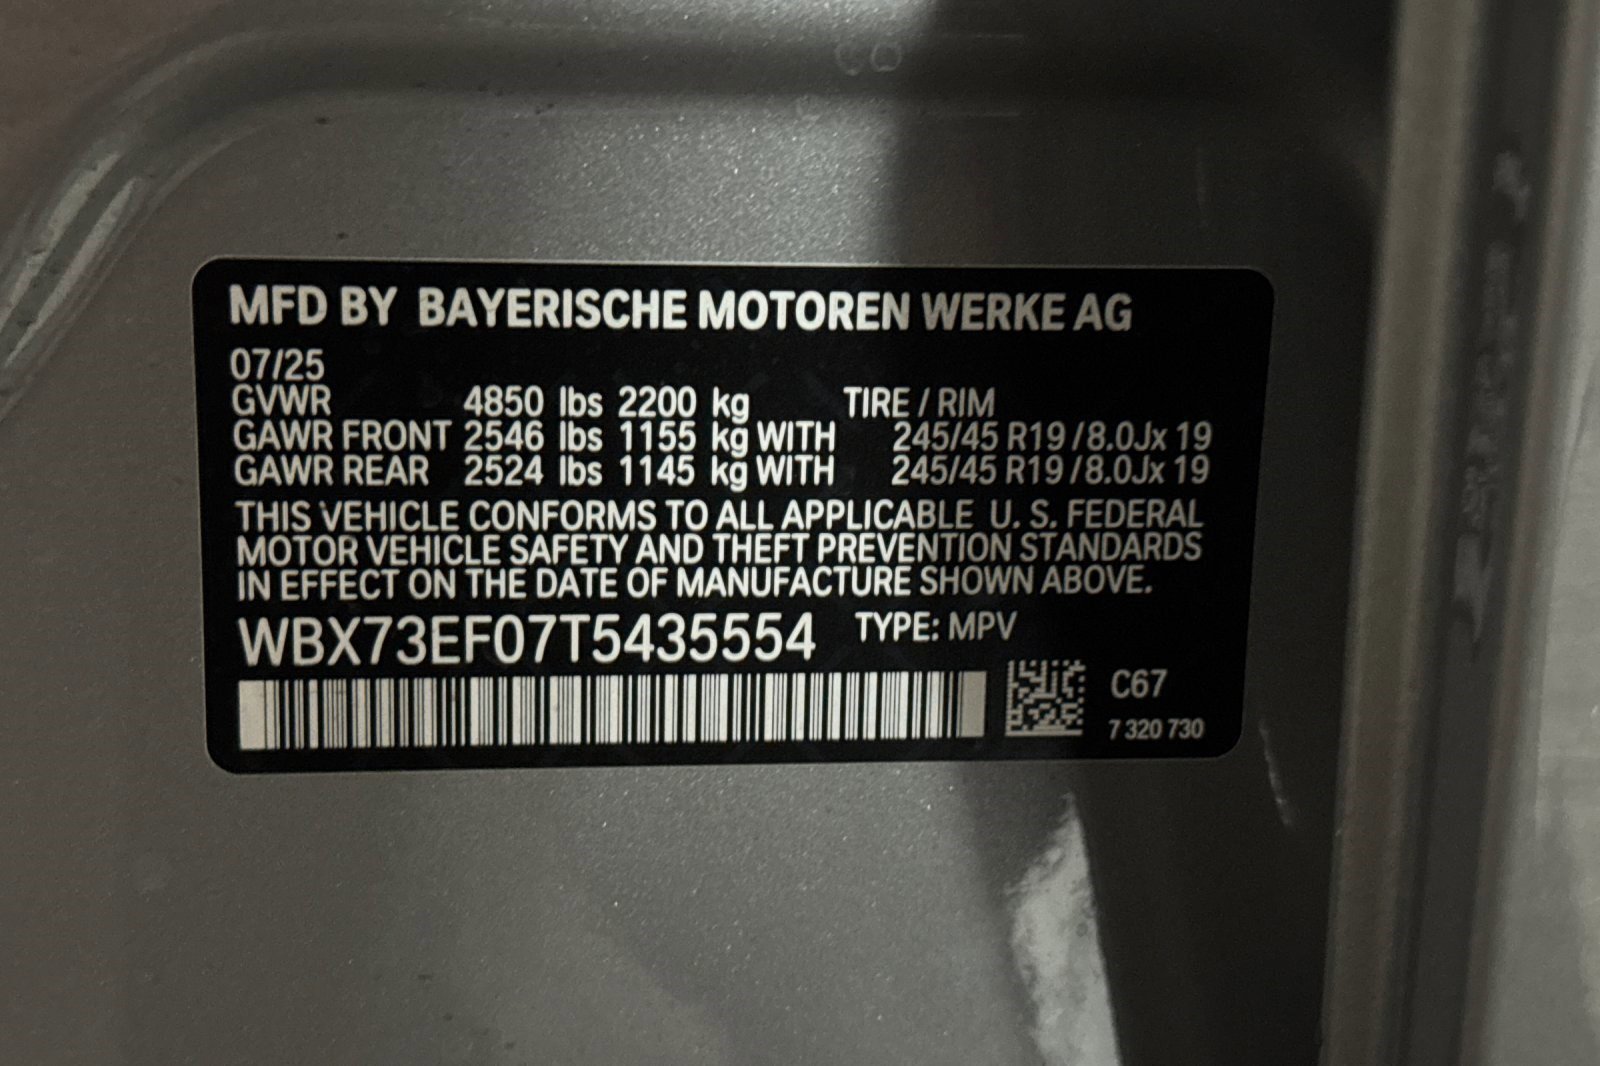 MFD BY BAYERISCHE MOTOREN WERKE AG
07/25
GVWR 4850 lbs 2200 kg TIRE / RIM
GAWR FRONT 2546 lbs 1155 kg WITH 245/45 R19 / 8.0Jx 19
GAWR REAR 2524 lbs 1145 kg WITH 245/45 R19 / 8.0Jx 19
THIS VEHICLE CONFORMS TO ALL APPLICABLE U. S. FEDERAL
MOTOR VEHICLE SAFETY AND THEFT PREVENTION STANDARDS
IN EFFECT ON THE DATE OF MANUFACTURE SHOWN ABOVE.
WBX73EF07T5435554 TYPE: MPV
C67
7 320 730